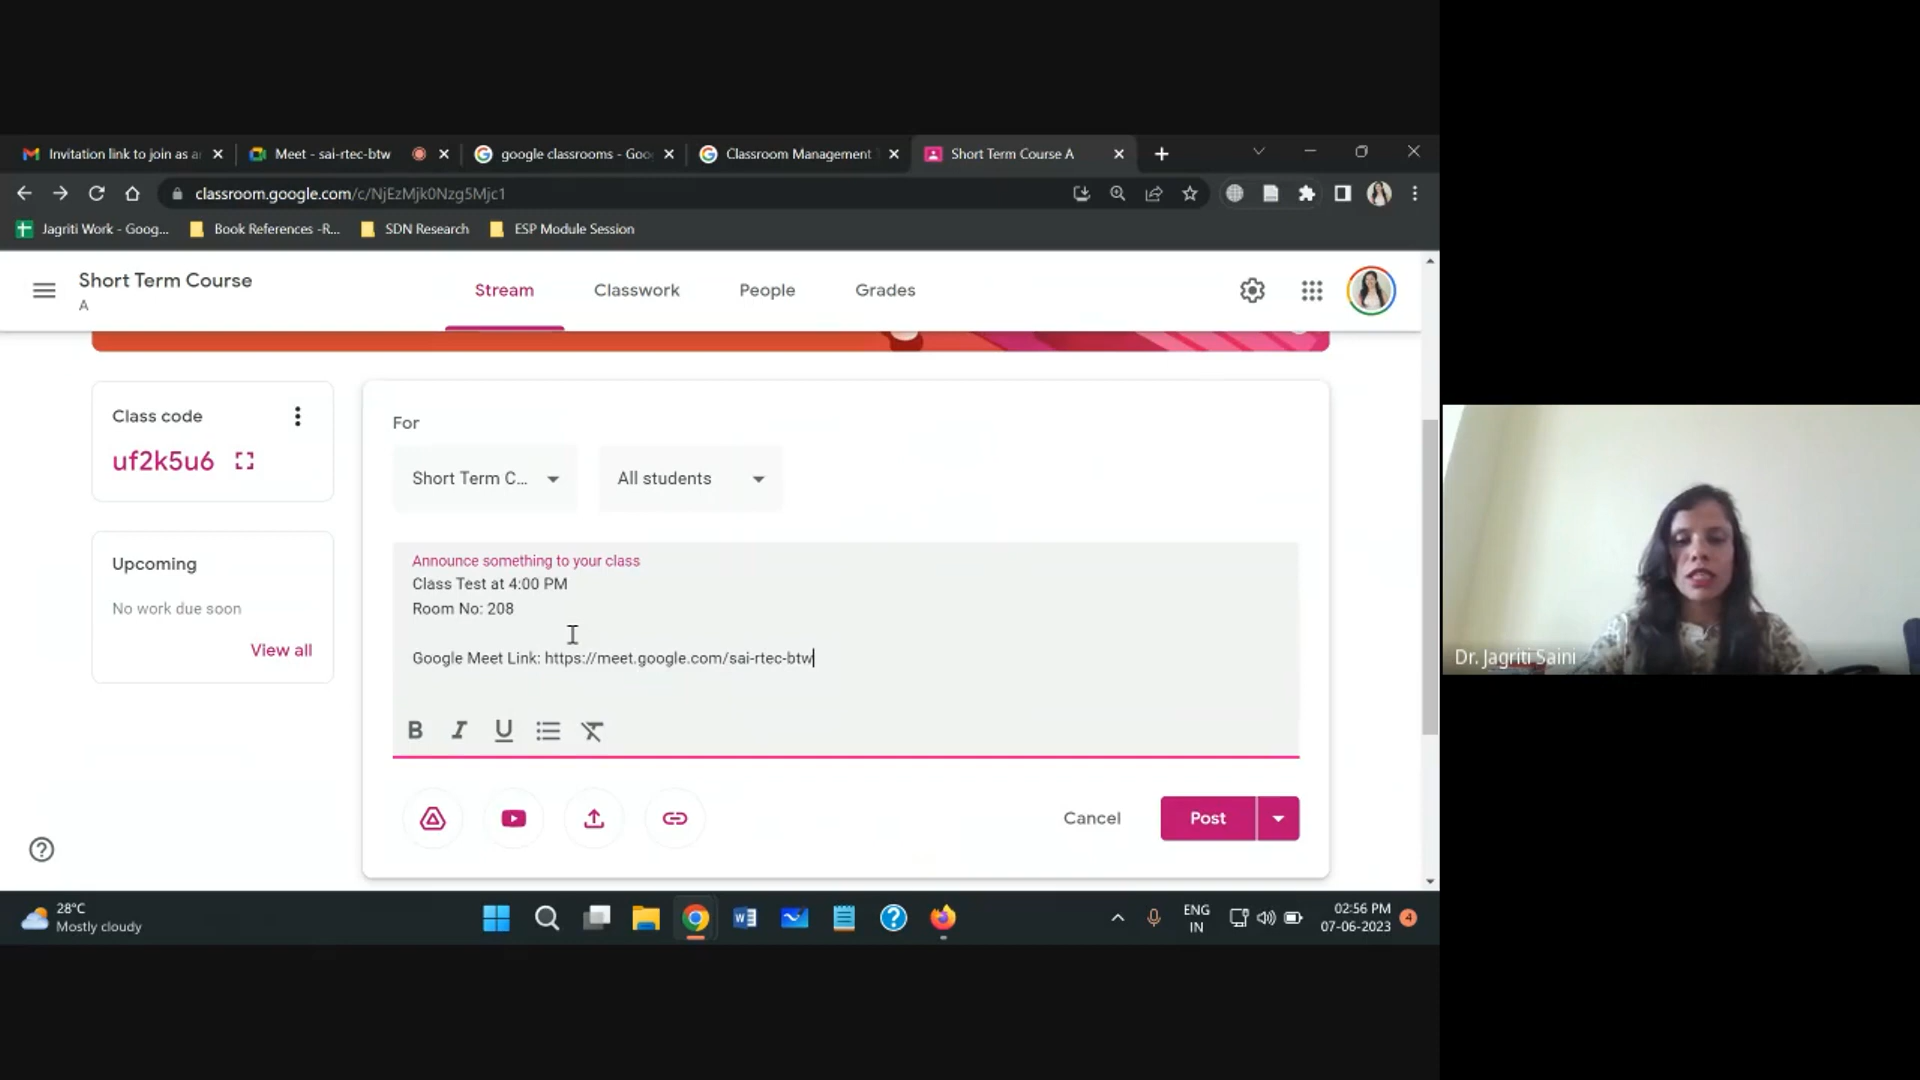 Invitation link to join as a
Meet - sai-rtec-btw
google classrooms - Goo
Classroom Management
Short Term Course A
classroom.google.com/c/NjEzMjk0Nzg5Mjc1
Jagriti Work - Goog...
Book References -R...
SDN Research
ESP Module Session
Short Term Course
A
Stream
Classwork
People
Grades
Class code
uf2k5u6
Upcoming
No work due soon
View all
For
Short Term C...
All students
Announce something to your class
Class Test at 4:00 PM
Room No: 208
Google Meet Link: https://meet.google.com/sai-rtec-btw
B I U
Cancel
Post
Dr. Jagriti Saini
28°C
Mostly cloudy
ENG
IN
02:56 PM
07-06-2023
4